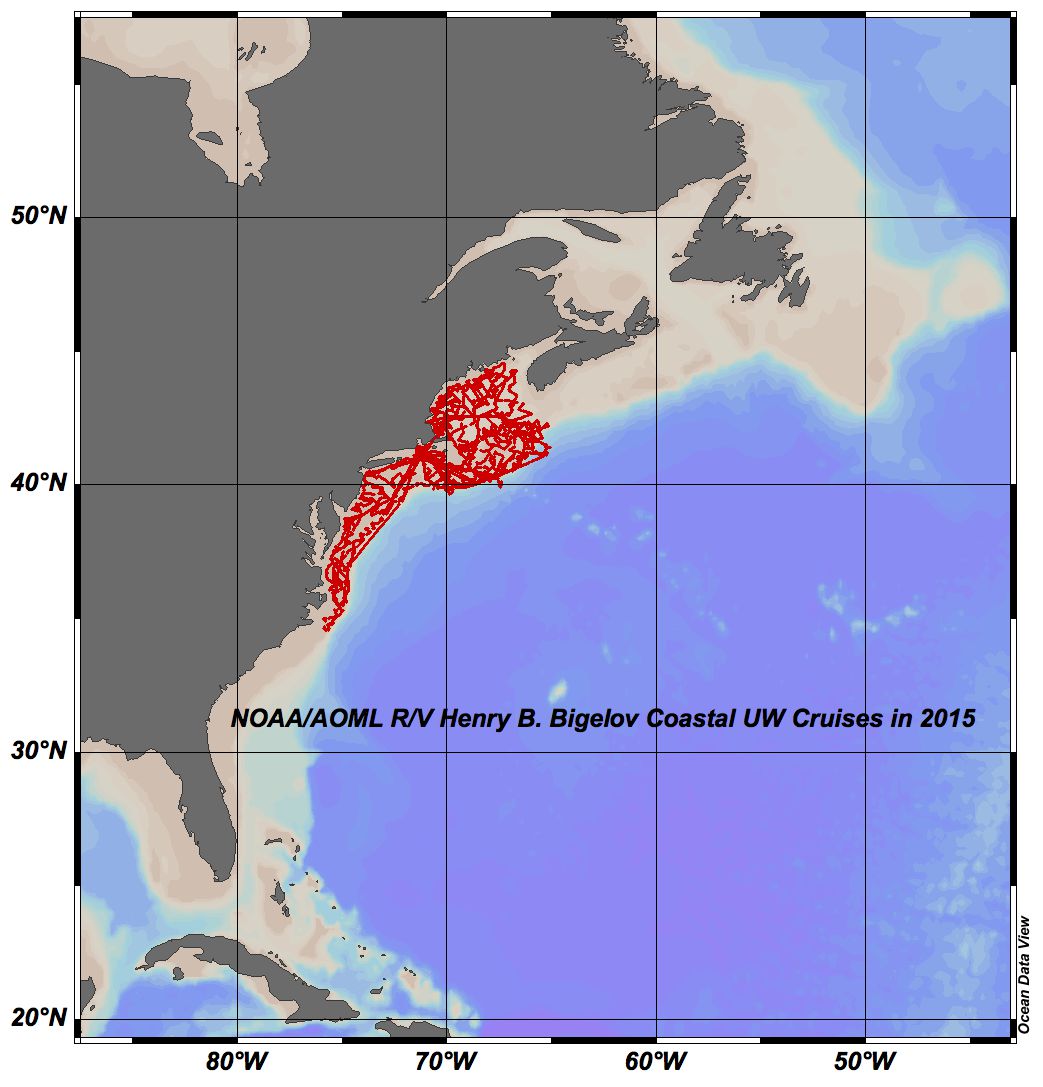 50°N
40°N
NOAA/AOML R/V Henry B. Bigelov Coastal UW Cruises in 2015
30°N
20°N
80°W 70°W 60°W 50°W
Ocean Data View